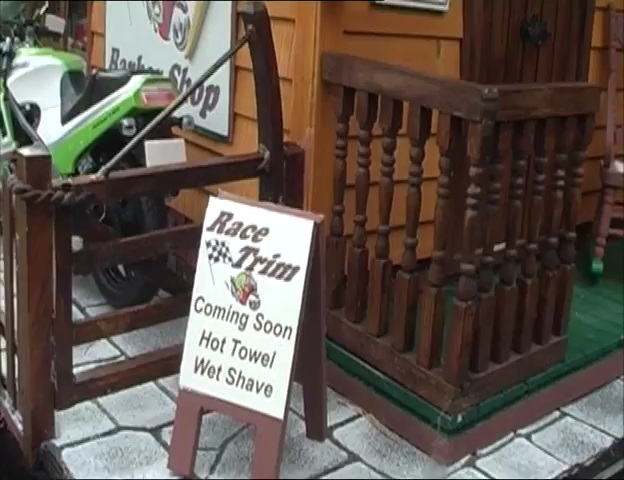 Barber Shop
Race
Trim
Coming Soon
Hot Towel
Wet Shave